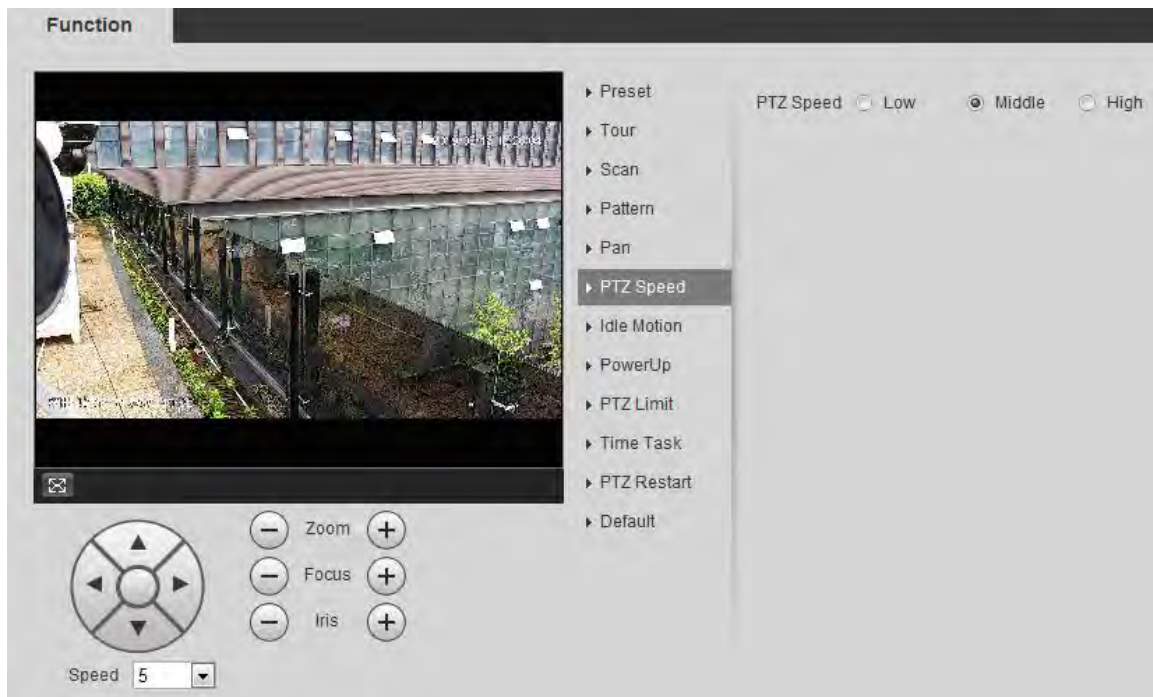 Function
Preset
Tour
Scan
Pattern
Pan
PTZ Speed
Idle Motion
PowerUp
PTZ Limit
Time Task
PTZ Restart
Default
PTZ Speed Low Middle High
Zoom
Focus
Iris
Speed 5